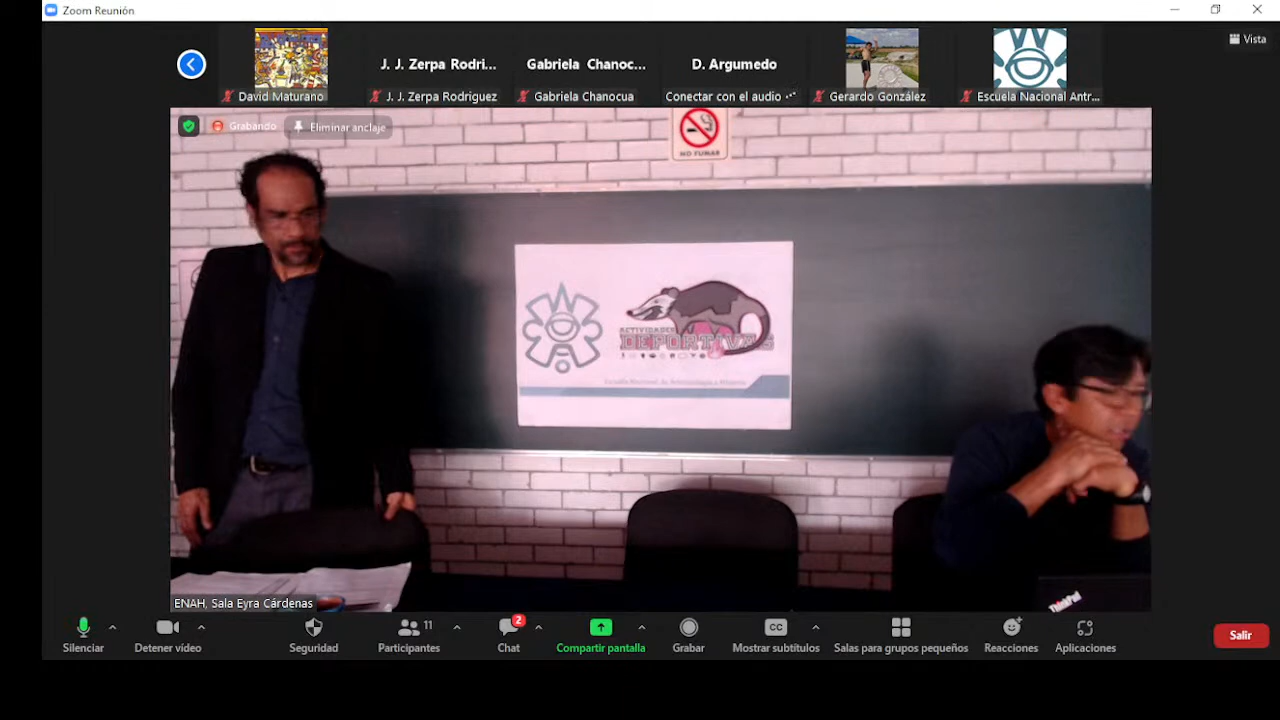 Zoom Reunión
Vista
J. J. Zerpa Rodri...
Gabriela Chanoc...
D. Argumedo
David Maturano
J. J. Zerpa Rodriguez
Gabriela Chanocua
Conectar con el audio
Gerardo González
Escuela Nacional Antr...
Grabando
Eliminar anclaje
NO FUMAR
ACTIVIDADES
DEPORTIVAS
Escuela Nacional de Antropología e Historia
ThinkPad
ENAH, Sala Eyra Cárdenas
11
2
CC
Silenciar
Detener vídeo
Seguridad
Participantes
Chat
Compartir pantalla
Grabar
Mostrar subtítulos
Salas para grupos pequeños
Reacciones
Aplicaciones
Salir